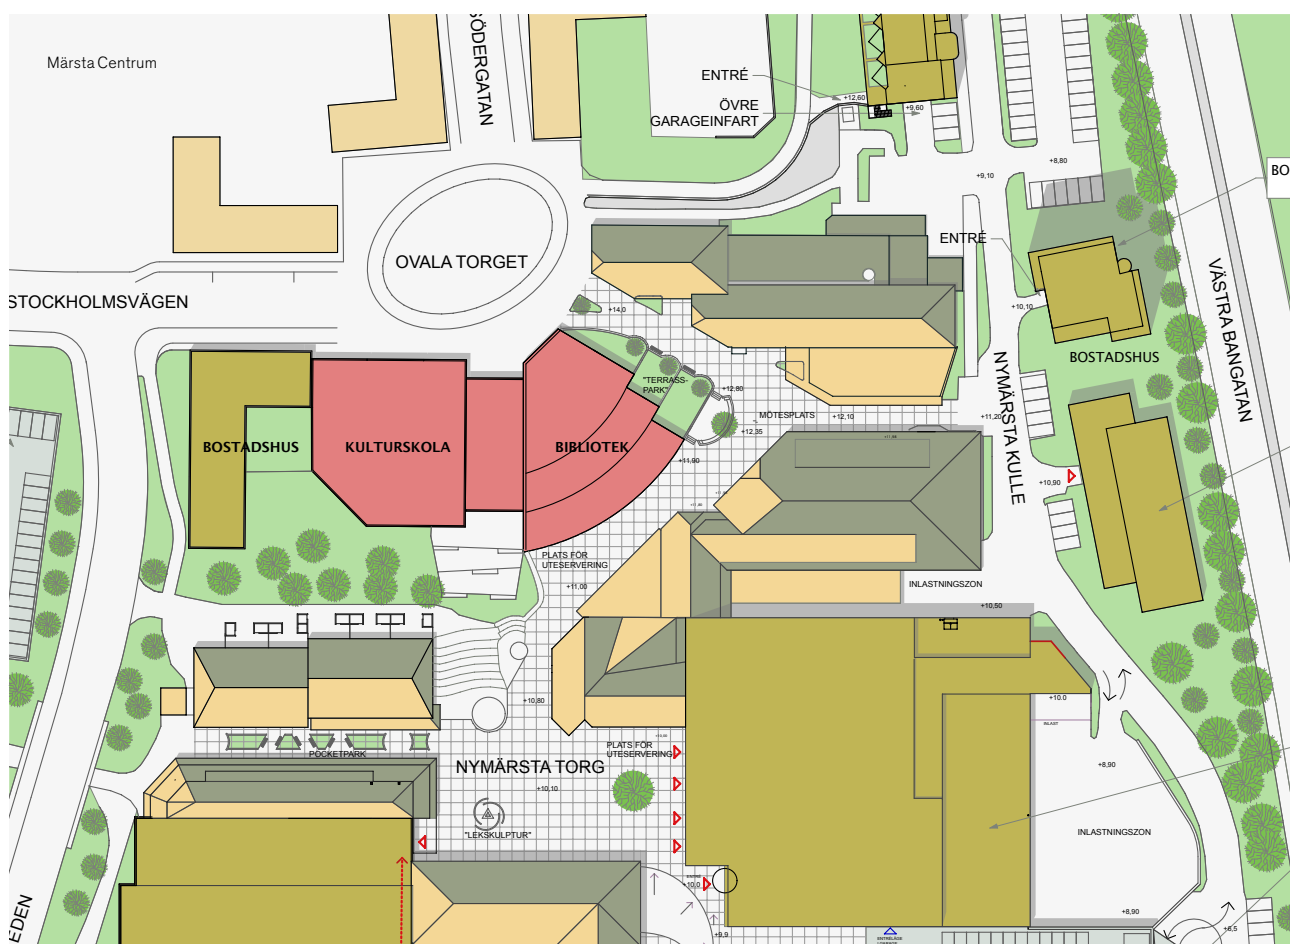 Märsta Centrum
SÖDERGATAN
ENTRÉ
+12,60
+9,60
ÖVRE
GARAGEINFART
+8,80
+9,10
BO
ENTRÉ
OVALA TORGET
STOCKHOLMSVÄGEN
VÄSTRA BANGATAN
+14,0
+10,10
BOSTADSHUS
NYMÄRSTA KULLE
"TERRASS-
PARK"
+12,80
MÖTESPLATS
+12,10
+11,20
+12,35
BOSTADSHUS
KULTURSKOLA
BIBLIOTEK
+11,90
+10,90
PLATS FÖR
UTESERVERING
+11,00
INLASTNINGSZON
+10,50
+10,80
+10.0
INLAST
PLATS FÖR
UTESERVERING
POCKETPARK
NYMÄRSTA TORG
+10,10
+8,90
"LEKSKULPTUR"
INLASTNINGSZON
ENTRÉ
+10,0
+8,90
+9,9
+6,5
EDEN
ENTRÉLÄGE